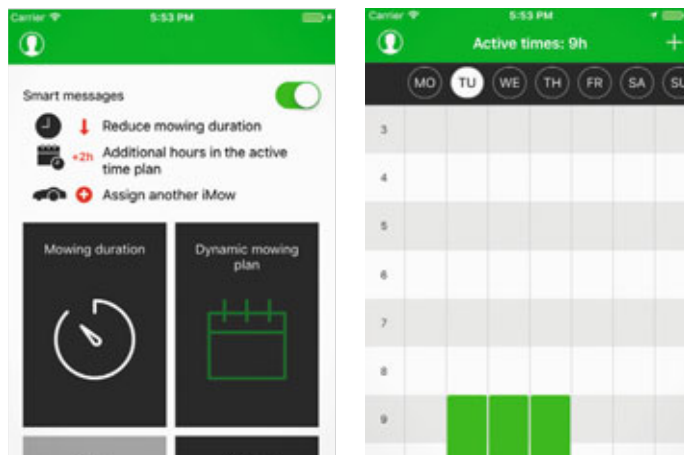 Carrier 5:53 PM
Smart messages
Reduce mowing duration
+2h Additional hours in the active
time plan
Assign another iMow
Mowing duration
Dynamic mowing
plan
Carrier 5:53 PM
Active times: 9h +
MO TU WE TH FR SA SU
3
4
5
6
7
8
9